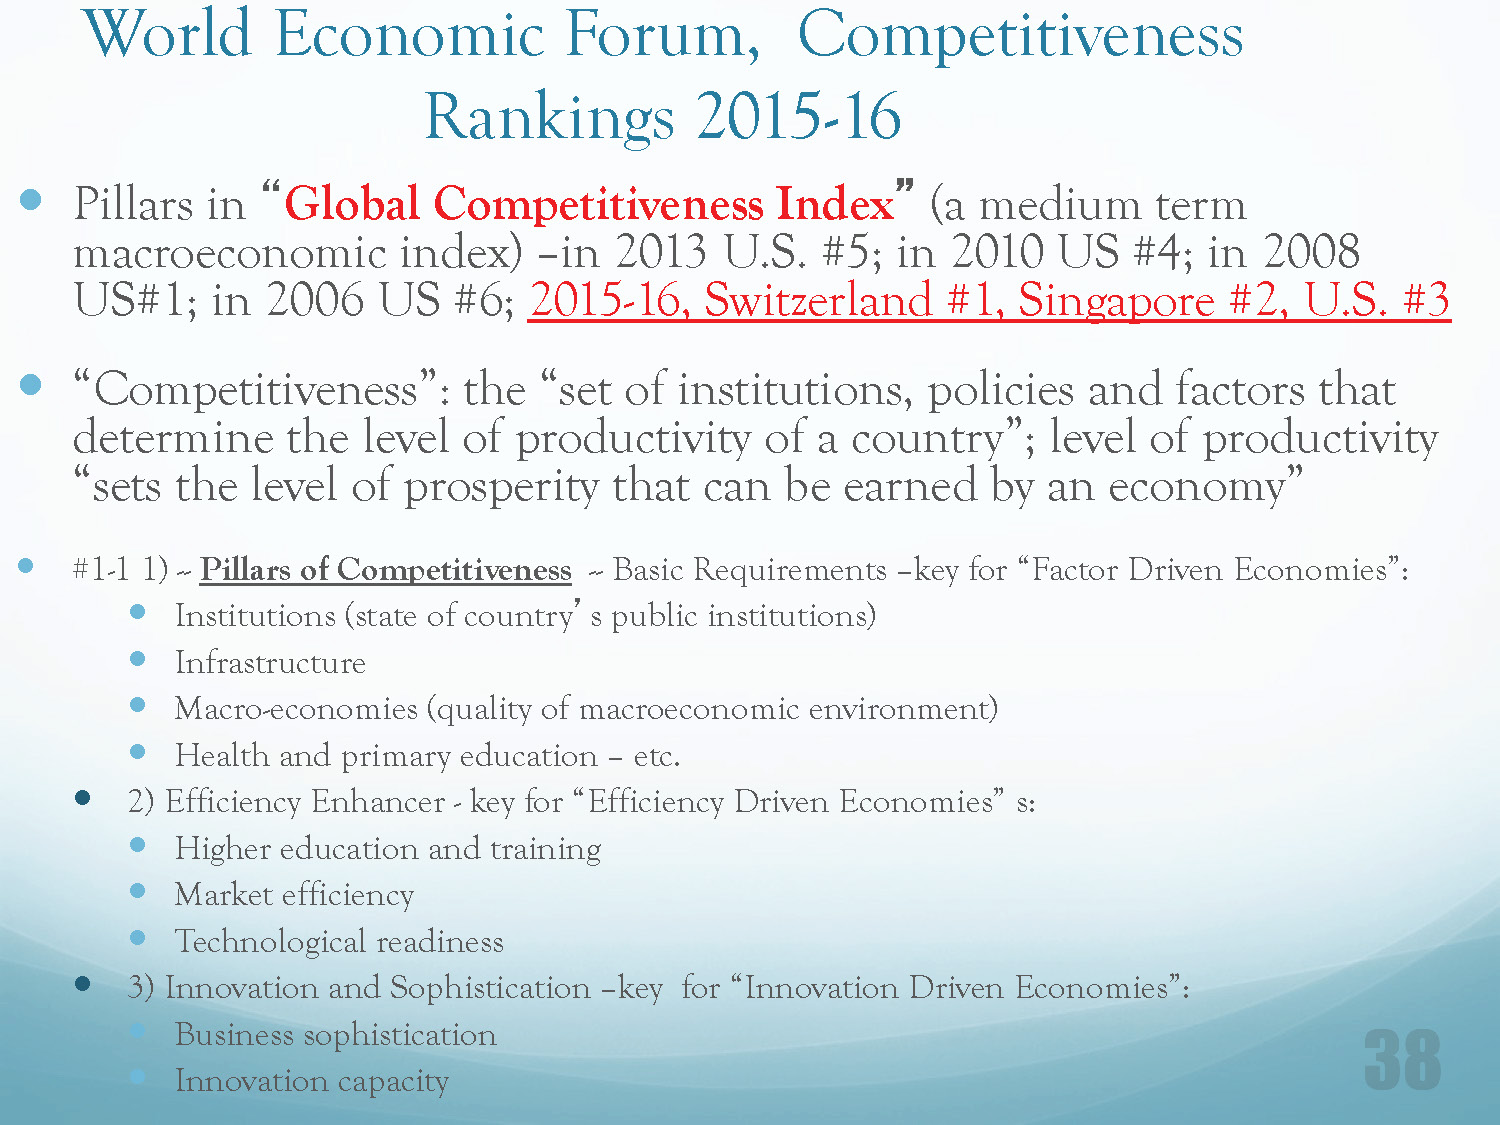 World Economic Forum, Competitiveness
Rankings 2015-16
• Pillars in “Global Competitiveness Index” (a medium term
macroeconomic index) –in 2013 U.S. #5; in 2010 US #4; in 2008
US#1; in 2006 US #6; 2015-16, Switzerland #1, Singapore #2, U.S. #3
• “Competitiveness”: the “set of institutions, policies and factors that
determine the level of productivity of a country”; level of productivity
“sets the level of prosperity that can be earned by an economy”
• #1-1 1) -- Pillars of Competitiveness -- Basic Requirements –key for “Factor Driven Economies”:
• Institutions (state of country’ s public institutions)
• Infrastructure
• Macro-economies (quality of macroeconomic environment)
• Health and primary education – etc.
• 2) Efficiency Enhancer - key for “Efficiency Driven Economies” s:
• Higher education and training
• Market efficiency
• Technological readiness
• 3) Innovation and Sophistication –key for “Innovation Driven Economies”:
• Business sophistication
• Innovation capacity
38